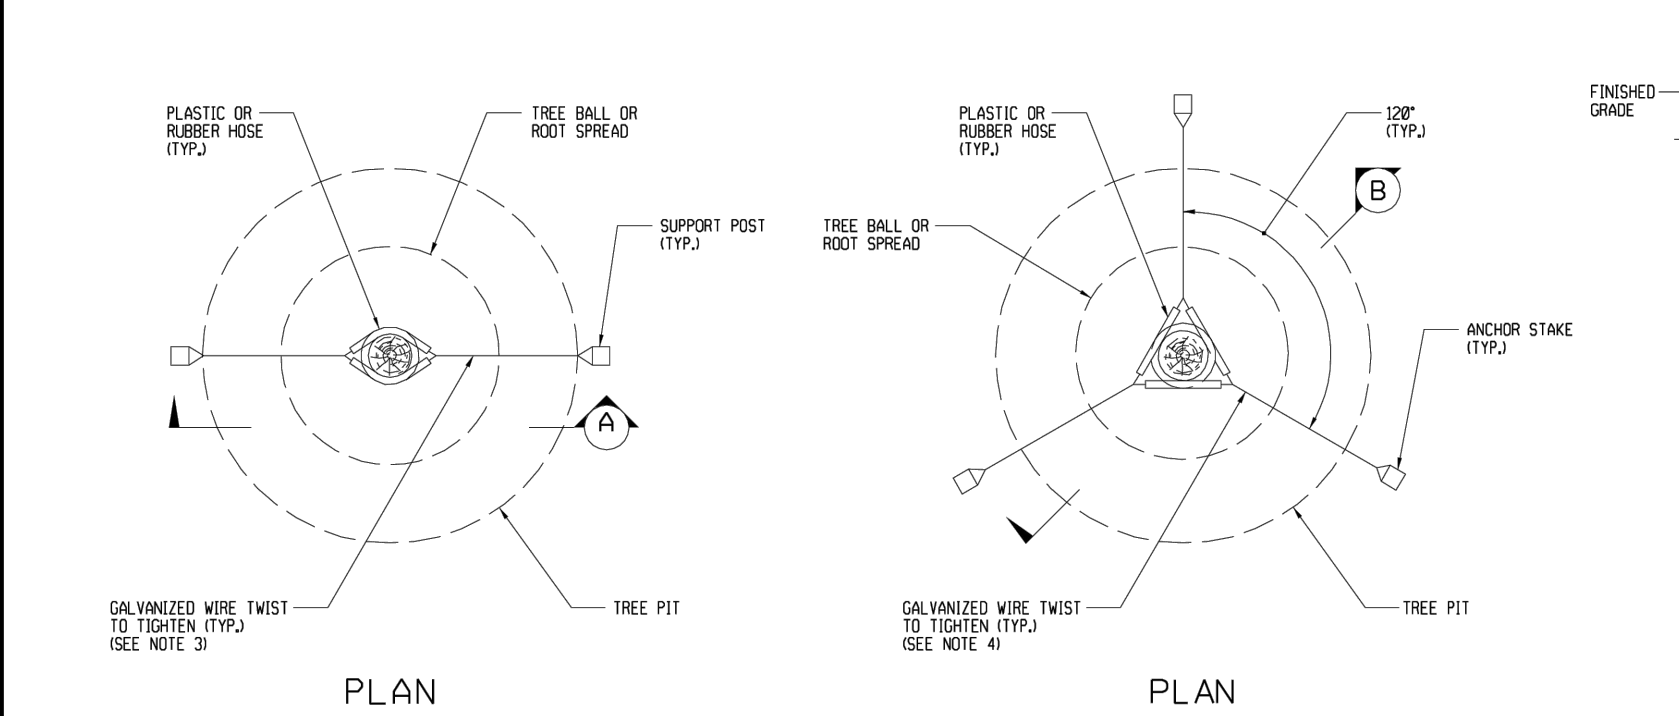 PLASTIC OR
RUBBER HOSE
(TYP.)
TREE BALL OR
ROOT SPREAD
SUPPORT POST
(TYP.)
A
GALVANIZED WIRE TWIST
TO TIGHTEN (TYP.)
(SEE NOTE 3)
TREE PIT
PLAN
PLASTIC OR
RUBBER HOSE
(TYP.)
120°
(TYP.)
B
TREE BALL OR
ROOT SPREAD
ANCHOR STAKE
(TYP.)
GALVANIZED WIRE TWIST
TO TIGHTEN (TYP.)
(SEE NOTE 4)
TREE PIT
PLAN
FINISHED
GRADE